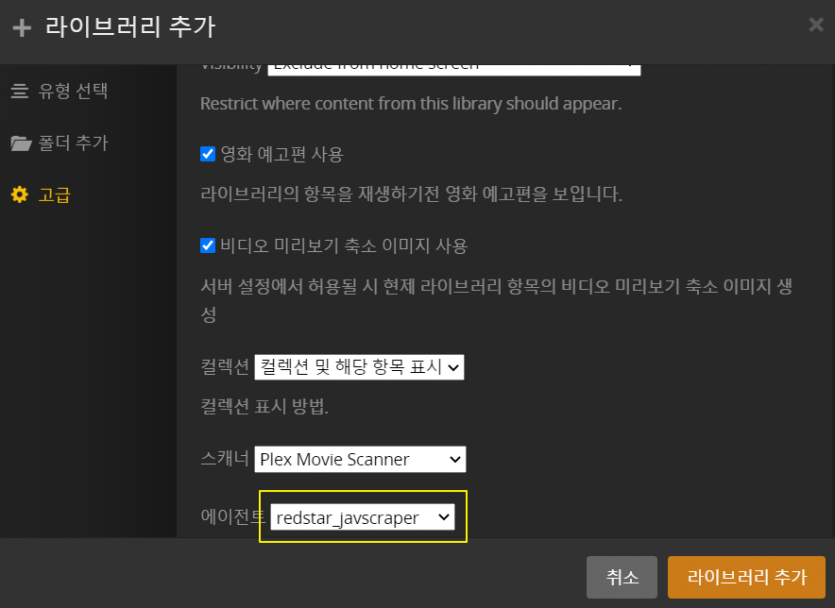 + 라이브러리 추가 ×
유형 선택
폴더 추가
고급
Visibility Exclude from home screen
Restrict where content from this library should appear.
영화 예고편 사용
라이브러리의 항목을 재생하기전 영화 예고편을 보입니다.
비디오 미리보기 축소 이미지 사용
서버 설정에서 허용될 시 현제 라이브러리 항목의 비디오 미리보기 축소 이미지 생
성
컬렉션 컬렉션 및 해당 항목 표시
컬렉션 표시 방법.
스캐너 Plex Movie Scanner
에이전트 redstar_javscraper
취소 라이브러리 추가